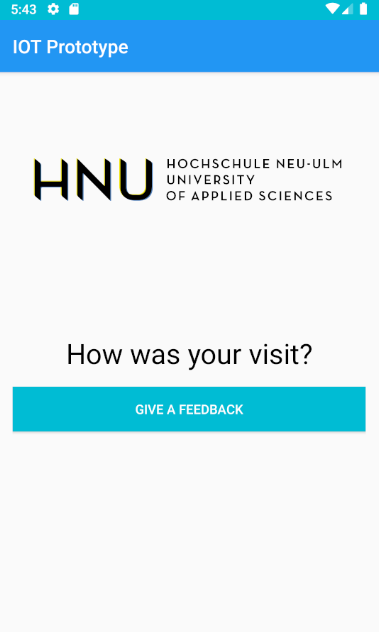 5:43
IOT Prototype
HNU
HOCHSCHULE NEU-ULM
UNIVERSITY
OF APPLIED SCIENCES
How was your visit?
GIVE A FEEDBACK